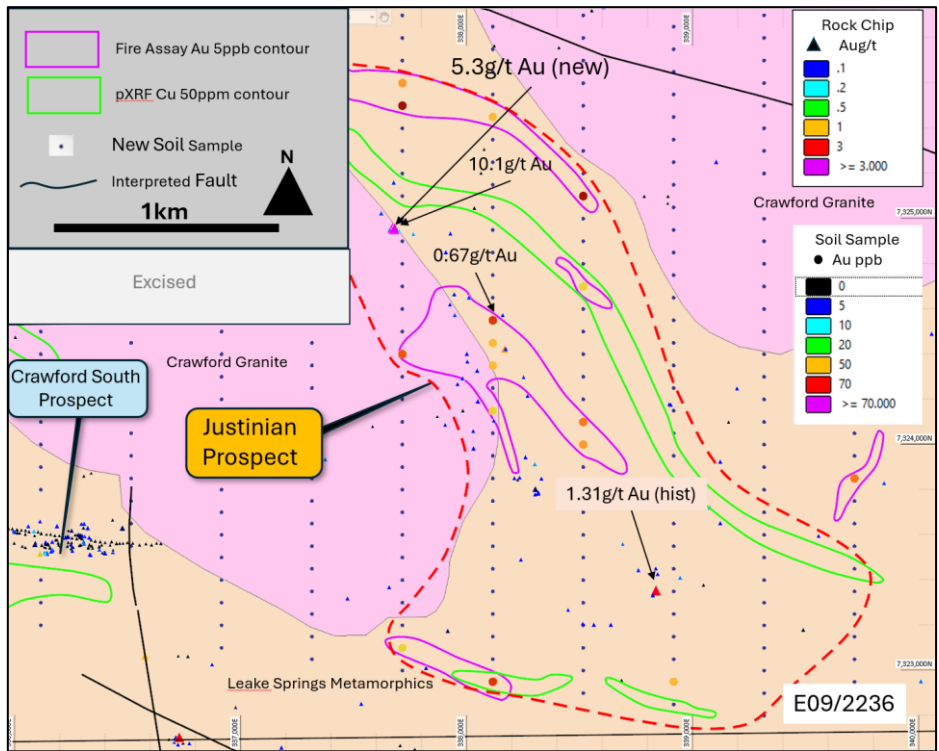 Fire Assay Au 5ppb contour
pXRF Cu 50ppm contour
New Soil Sample
Interpreted Fault
N
1km
Excised
338,000E
339,000E
5.3g/t Au (new)
10.1g/t Au
0.67g/t Au
Rock Chip
Aug/t
.1
.2
.5
1
3
>= 3.000
Crawford Granite
7,325,000N
Soil Sample
Au ppb
0
5
10
20
50
70
>= 70.000
Crawford Granite
Crawford South
Prospect
Justinian
Prospect
7,324,000N
1.31g/t Au (hist)
7,323,000N
Leake Springs Metamorphics
E09/2236
337,000E
338,000E
339,000E
340,000E